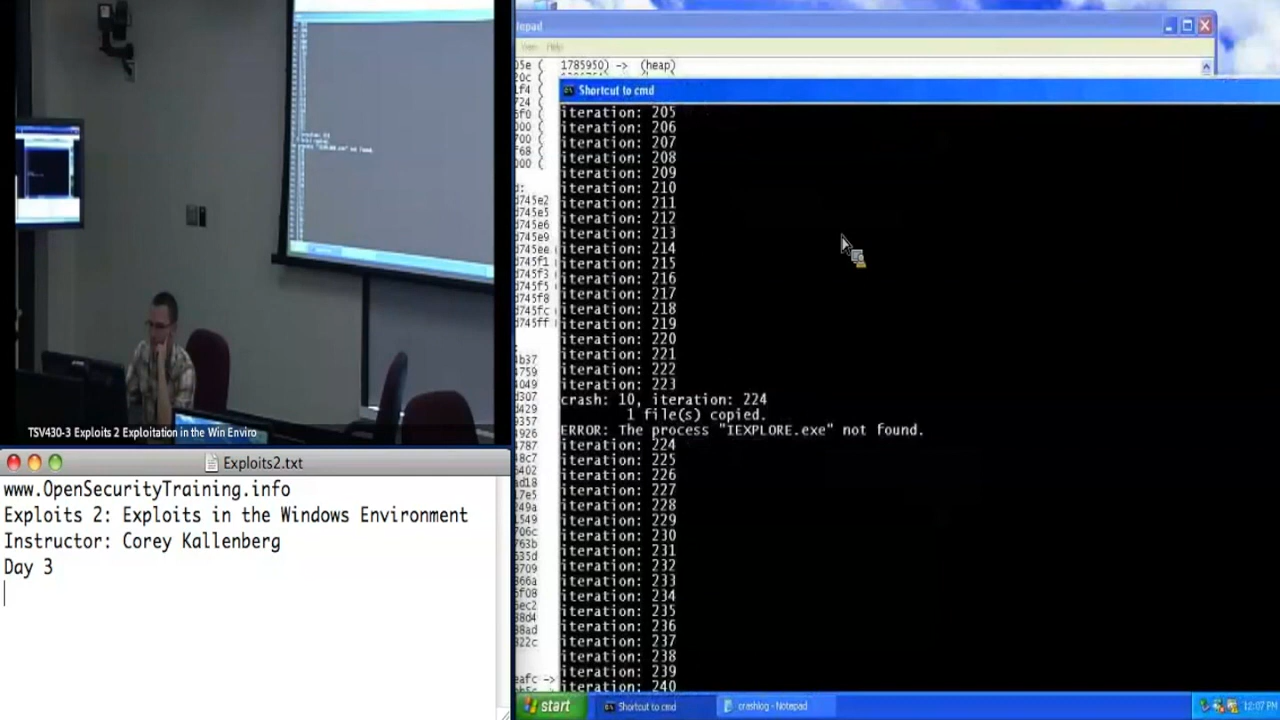 TSV430-3 Exploits 2 Exploitation in the Win Enviro
Exploits2.txt
www.OpenSecurityTraining.info
Exploits 2: Exploits in the Windows Environment
Instructor: Corey Kallenberg
Day 3
Help
1785950) -> (heap)
Shortcut to cmd
iteration: 205
iteration: 206
iteration: 207
iteration: 208
iteration: 209
iteration: 210
iteration: 211
iteration: 212
iteration: 213
iteration: 214
iteration: 215
iteration: 216
iteration: 217
iteration: 218
iteration: 219
iteration: 220
iteration: 221
iteration: 222
iteration: 223
crash: 10, iteration: 224
1 file(s) copied.
ERROR: The process "IEXPLORE.exe" not found.
iteration: 224
iteration: 225
iteration: 226
iteration: 227
iteration: 228
iteration: 229
iteration: 230
iteration: 231
iteration: 232
iteration: 233
iteration: 234
iteration: 235
iteration: 236
iteration: 237
iteration: 238
iteration: 239
iteration: 240
start
Shortcut to cmd
crashlog - Notepad
12:07 PM